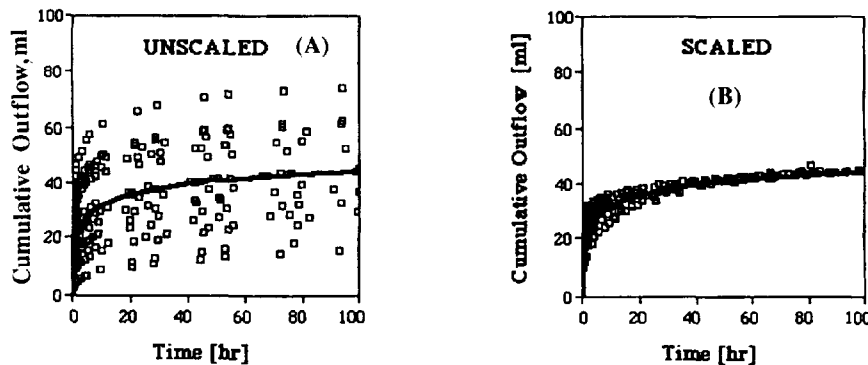 UNSCALED (A)
Cumulative Outflow, ml
100
80
60
40
20
0
0 20 40 60 80 100
Time [hr]
SCALED
(B)
Cumulative Outflow [ml]
100
80
60
40
20
0
0 20 40 60 80 100
Time [hr]